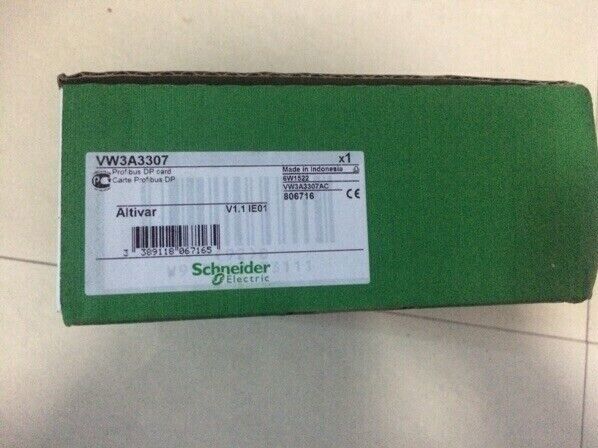 VW3A3307 x1
Profibus DP card
Carte Profibus DP
Made in Indonesia
6W1522
VW3A3307AC
806716 CE
Altivar V1.1 IE01
3 389118 067165
Schneider
Electric